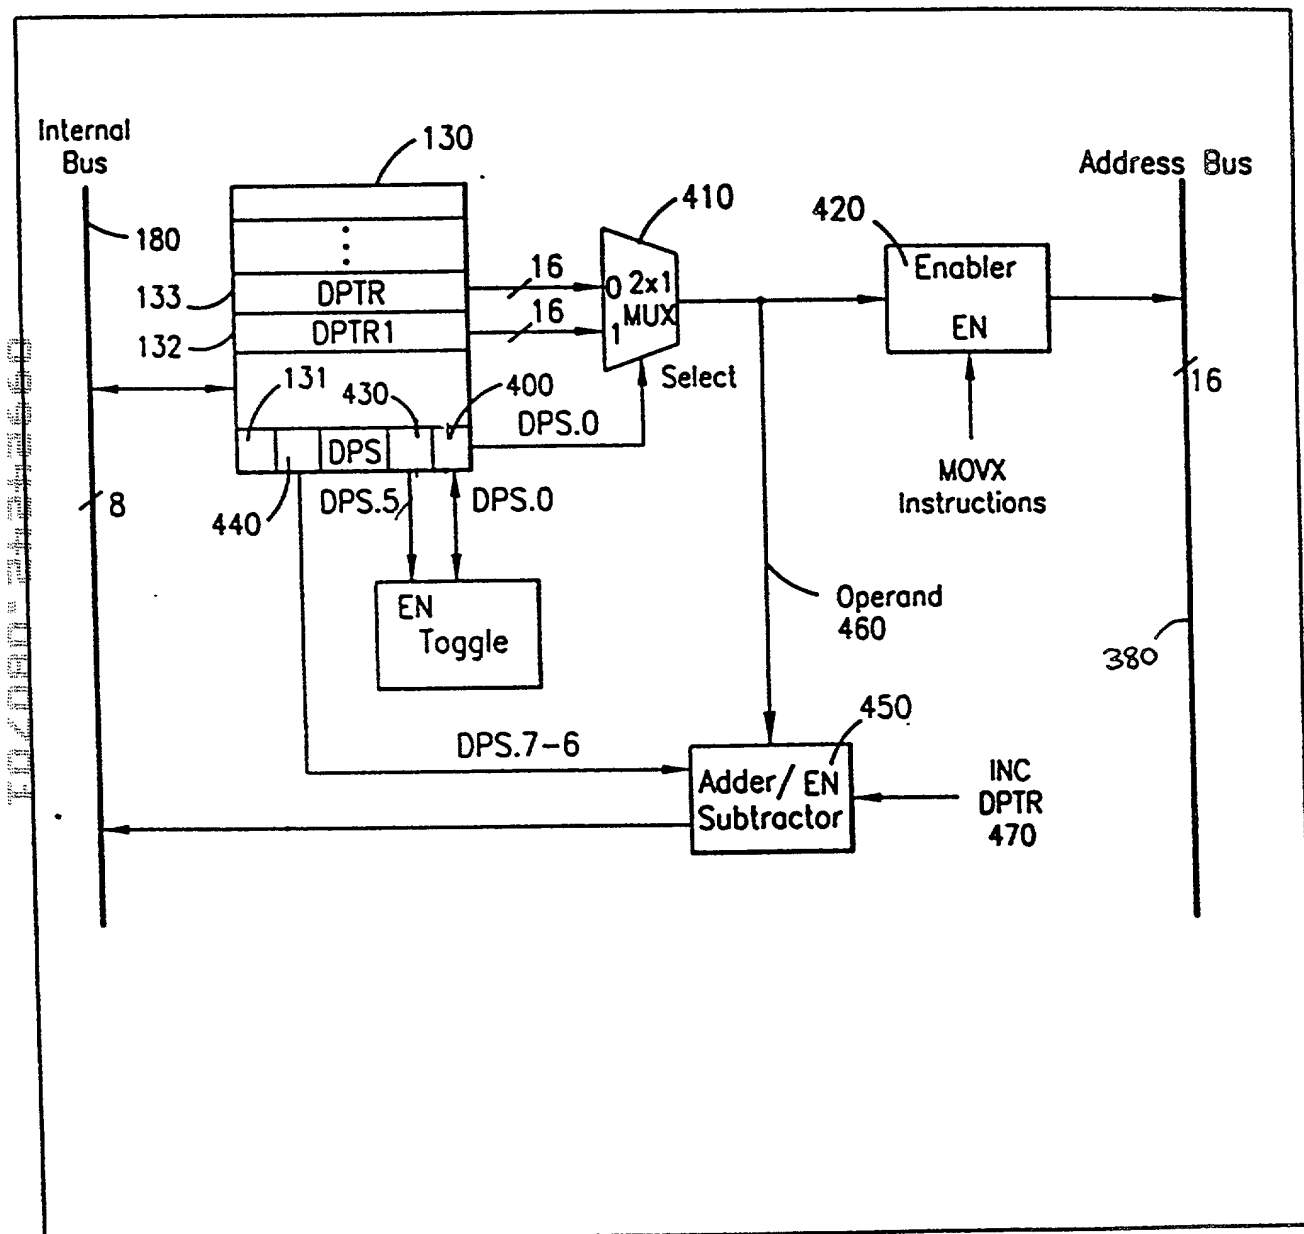 Internal
Bus
130
Address Bus
410
420
180
Enabler
EN
133
DPTR
16
0 2x1
MUX
132
DPTR1
16
1
131
430
400
Select
16
DPS
DPS.0
MOVX
Instructions
8
440
DPS.5
DPS.0
EN
Toggle
Operand
460
380
450
DPS.7-6
Adder/ EN
Subtractor
INC
DPTR
470